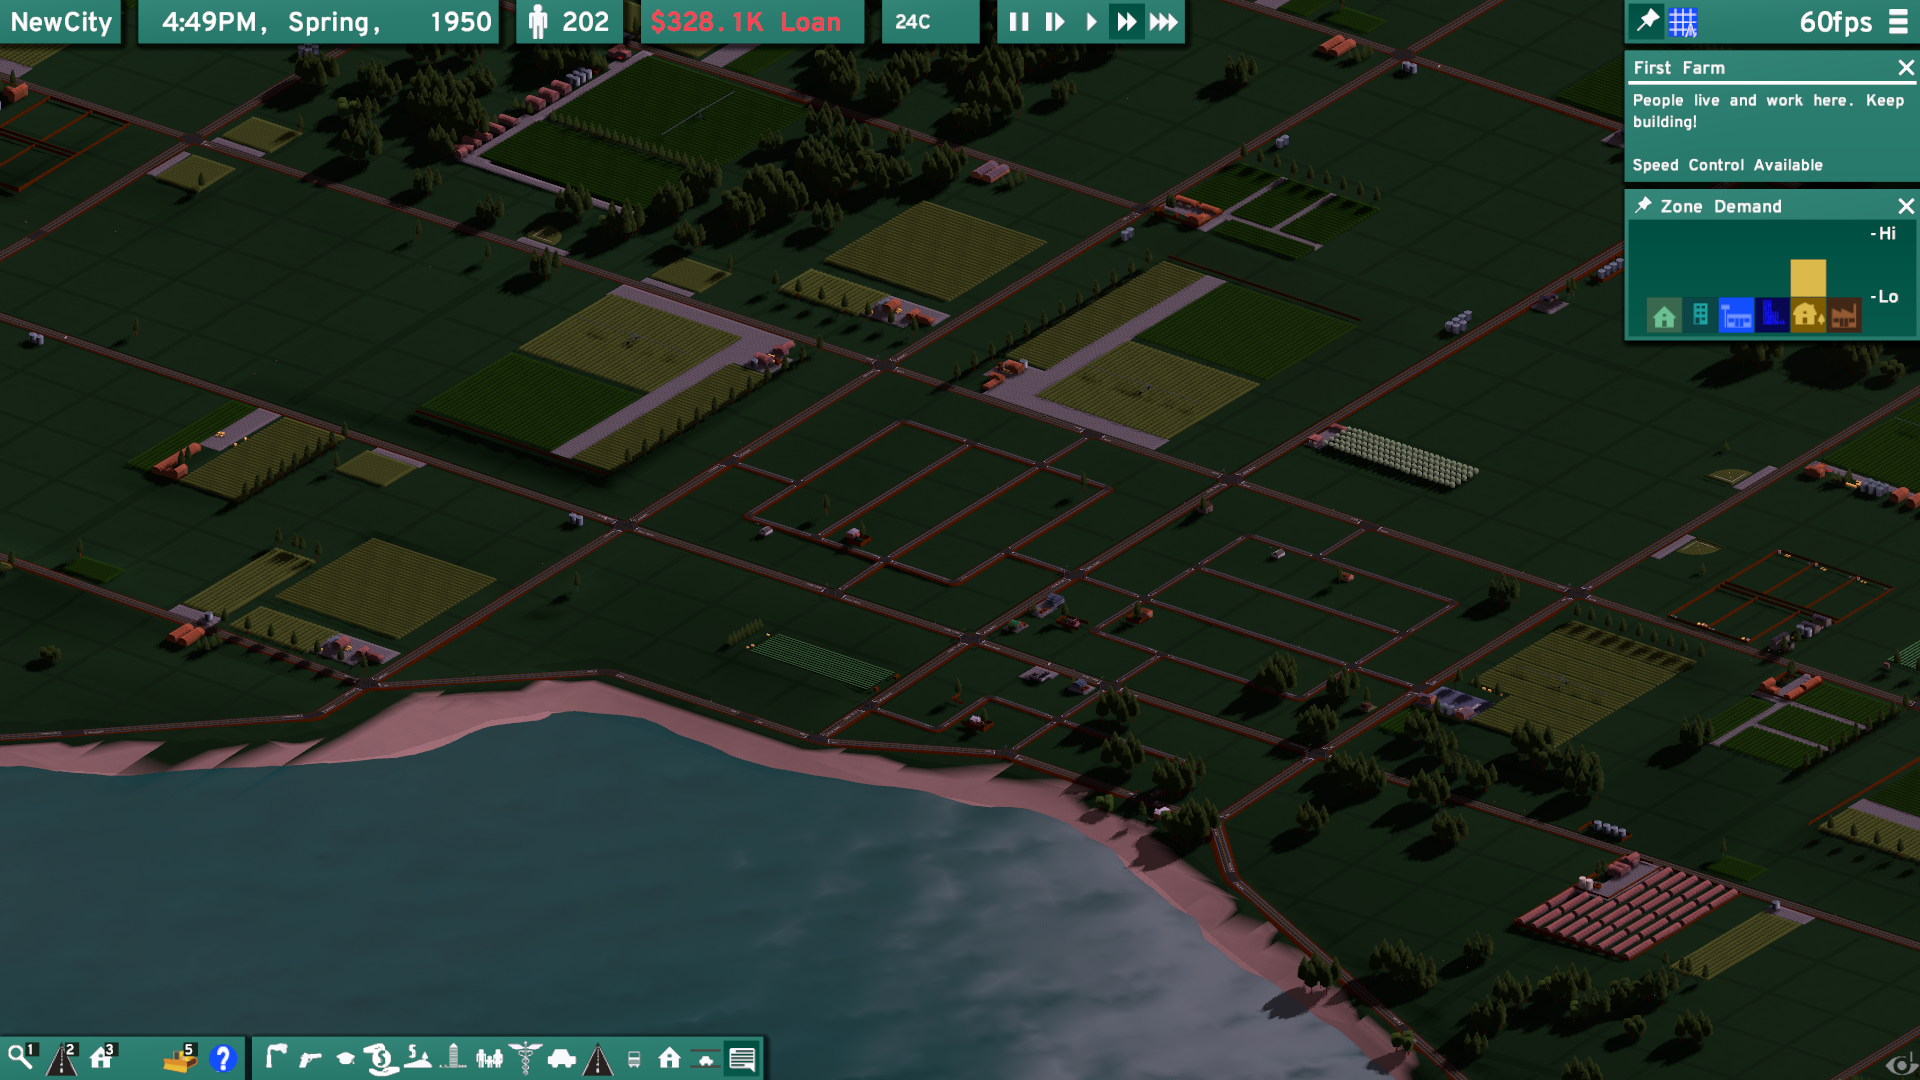 NewCity
4:49PM, Spring, 1950
202
$328.1K Loan
24C
60fps
First Farm
People live and work here. Keep
building!
Speed Control Available
Zone Demand
-Hi
-Lo
1
2
3
5
?